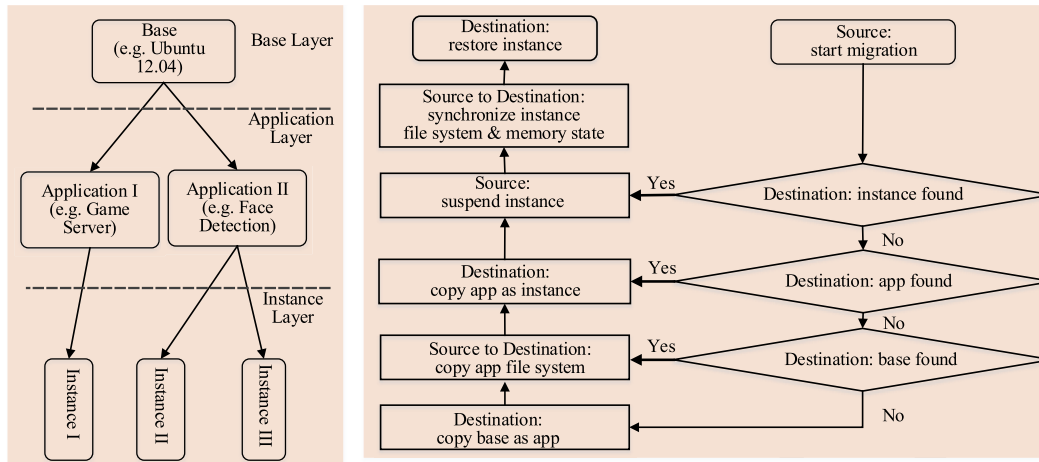 Base
(e.g. Ubuntu
12.04)
Base Layer
Application
Layer
Application I
(e.g. Game
Server)
Application II
(e.g. Face
Detection)
Instance
Layer
Instance I
Instance II
Instance III
Destination:
restore instance
Source:
start migration
Source to Destination:
synchronize instance
file system & memory state
Source:
suspend instance
Yes
Destination: instance found
No
Destination:
copy app as instance
Yes
Destination: app found
No
Source to Destination:
copy app file system
Yes
Destination: base found
No
Destination:
copy base as app